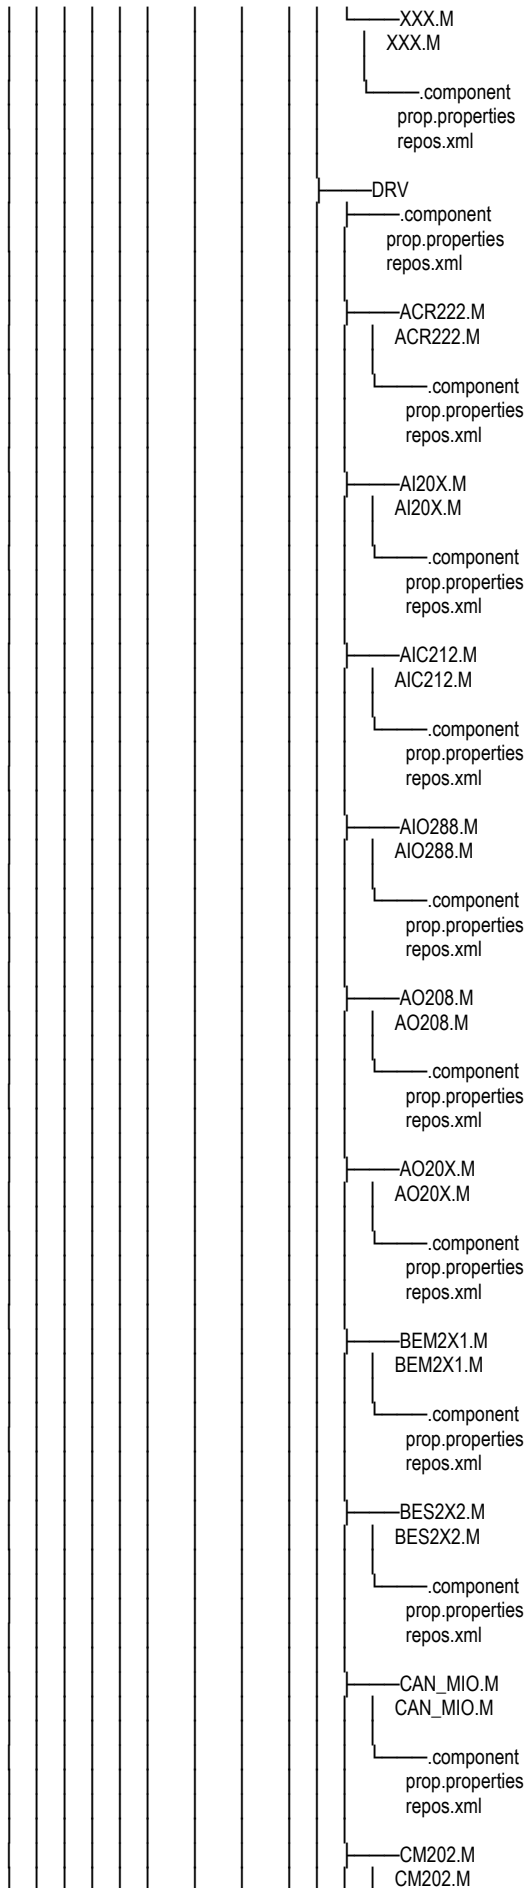 XXX.M
XXX.M
.component
prop.properties
repos.xml
DRV
.component
prop.properties
repos.xml
ACR222.M
ACR222.M
.component
prop.properties
repos.xml
AI20X.M
AI20X.M
.component
prop.properties
repos.xml
AIC212.M
AIC212.M
.component
prop.properties
repos.xml
AIO288.M
AIO288.M
.component
prop.properties
repos.xml
AO208.M
AO208.M
.component
prop.properties
repos.xml
AO20X.M
AO20X.M
.component
prop.properties
repos.xml
BEM2X1.M
BEM2X1.M
.component
prop.properties
repos.xml
BES2X2.M
BES2X2.M
.component
prop.properties
repos.xml
CAN_MIO.M
CAN_MIO.M
.component
prop.properties
repos.xml
CM202.M
CM202.M